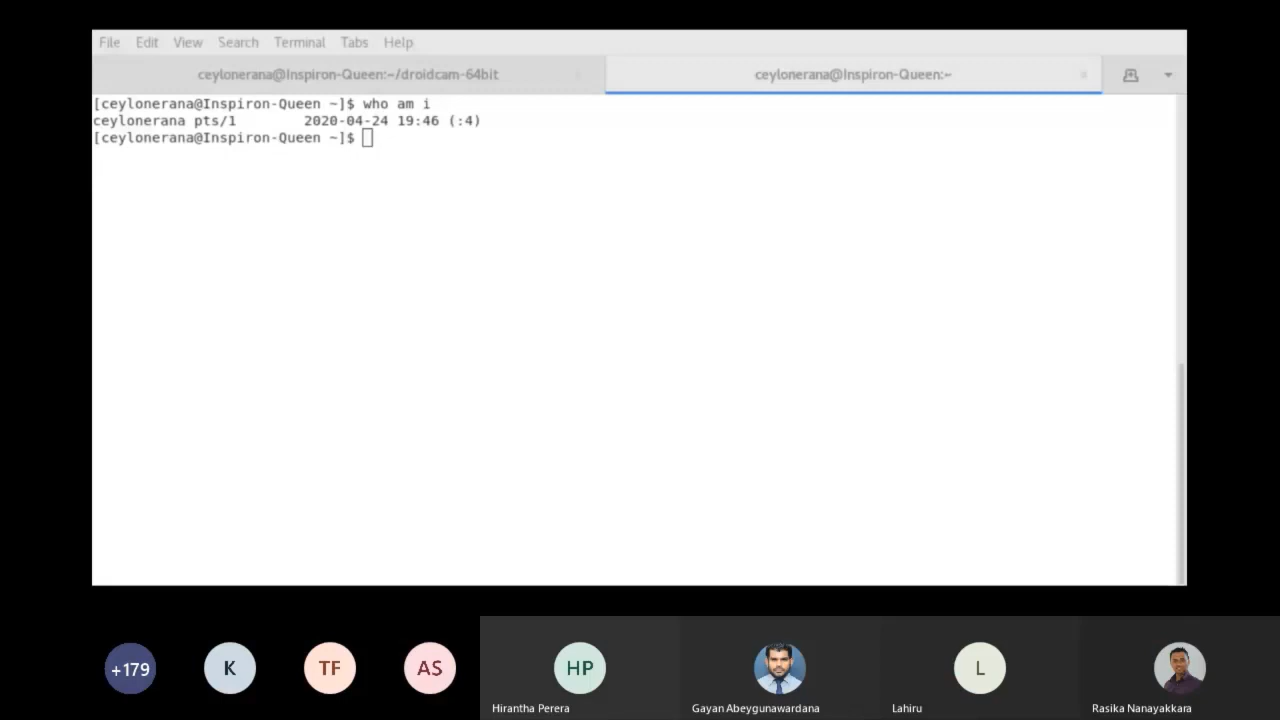 File Edit View Search Terminal Tabs Help
ceylonerana@Inspiron-Queen:~/droidcam-64bit ceylonerana@Inspiron-Queen:~
[ceylonerana@Inspiron-Queen ~]$ who am i
ceylonerana pts/1 2020-04-24 19:46 (:4)
[ceylonerana@Inspiron-Queen ~]$
+179 K TF AS HP L
Hirantha Perera Gayan Abeygunawardana Lahiru Rasika Nanayakkara